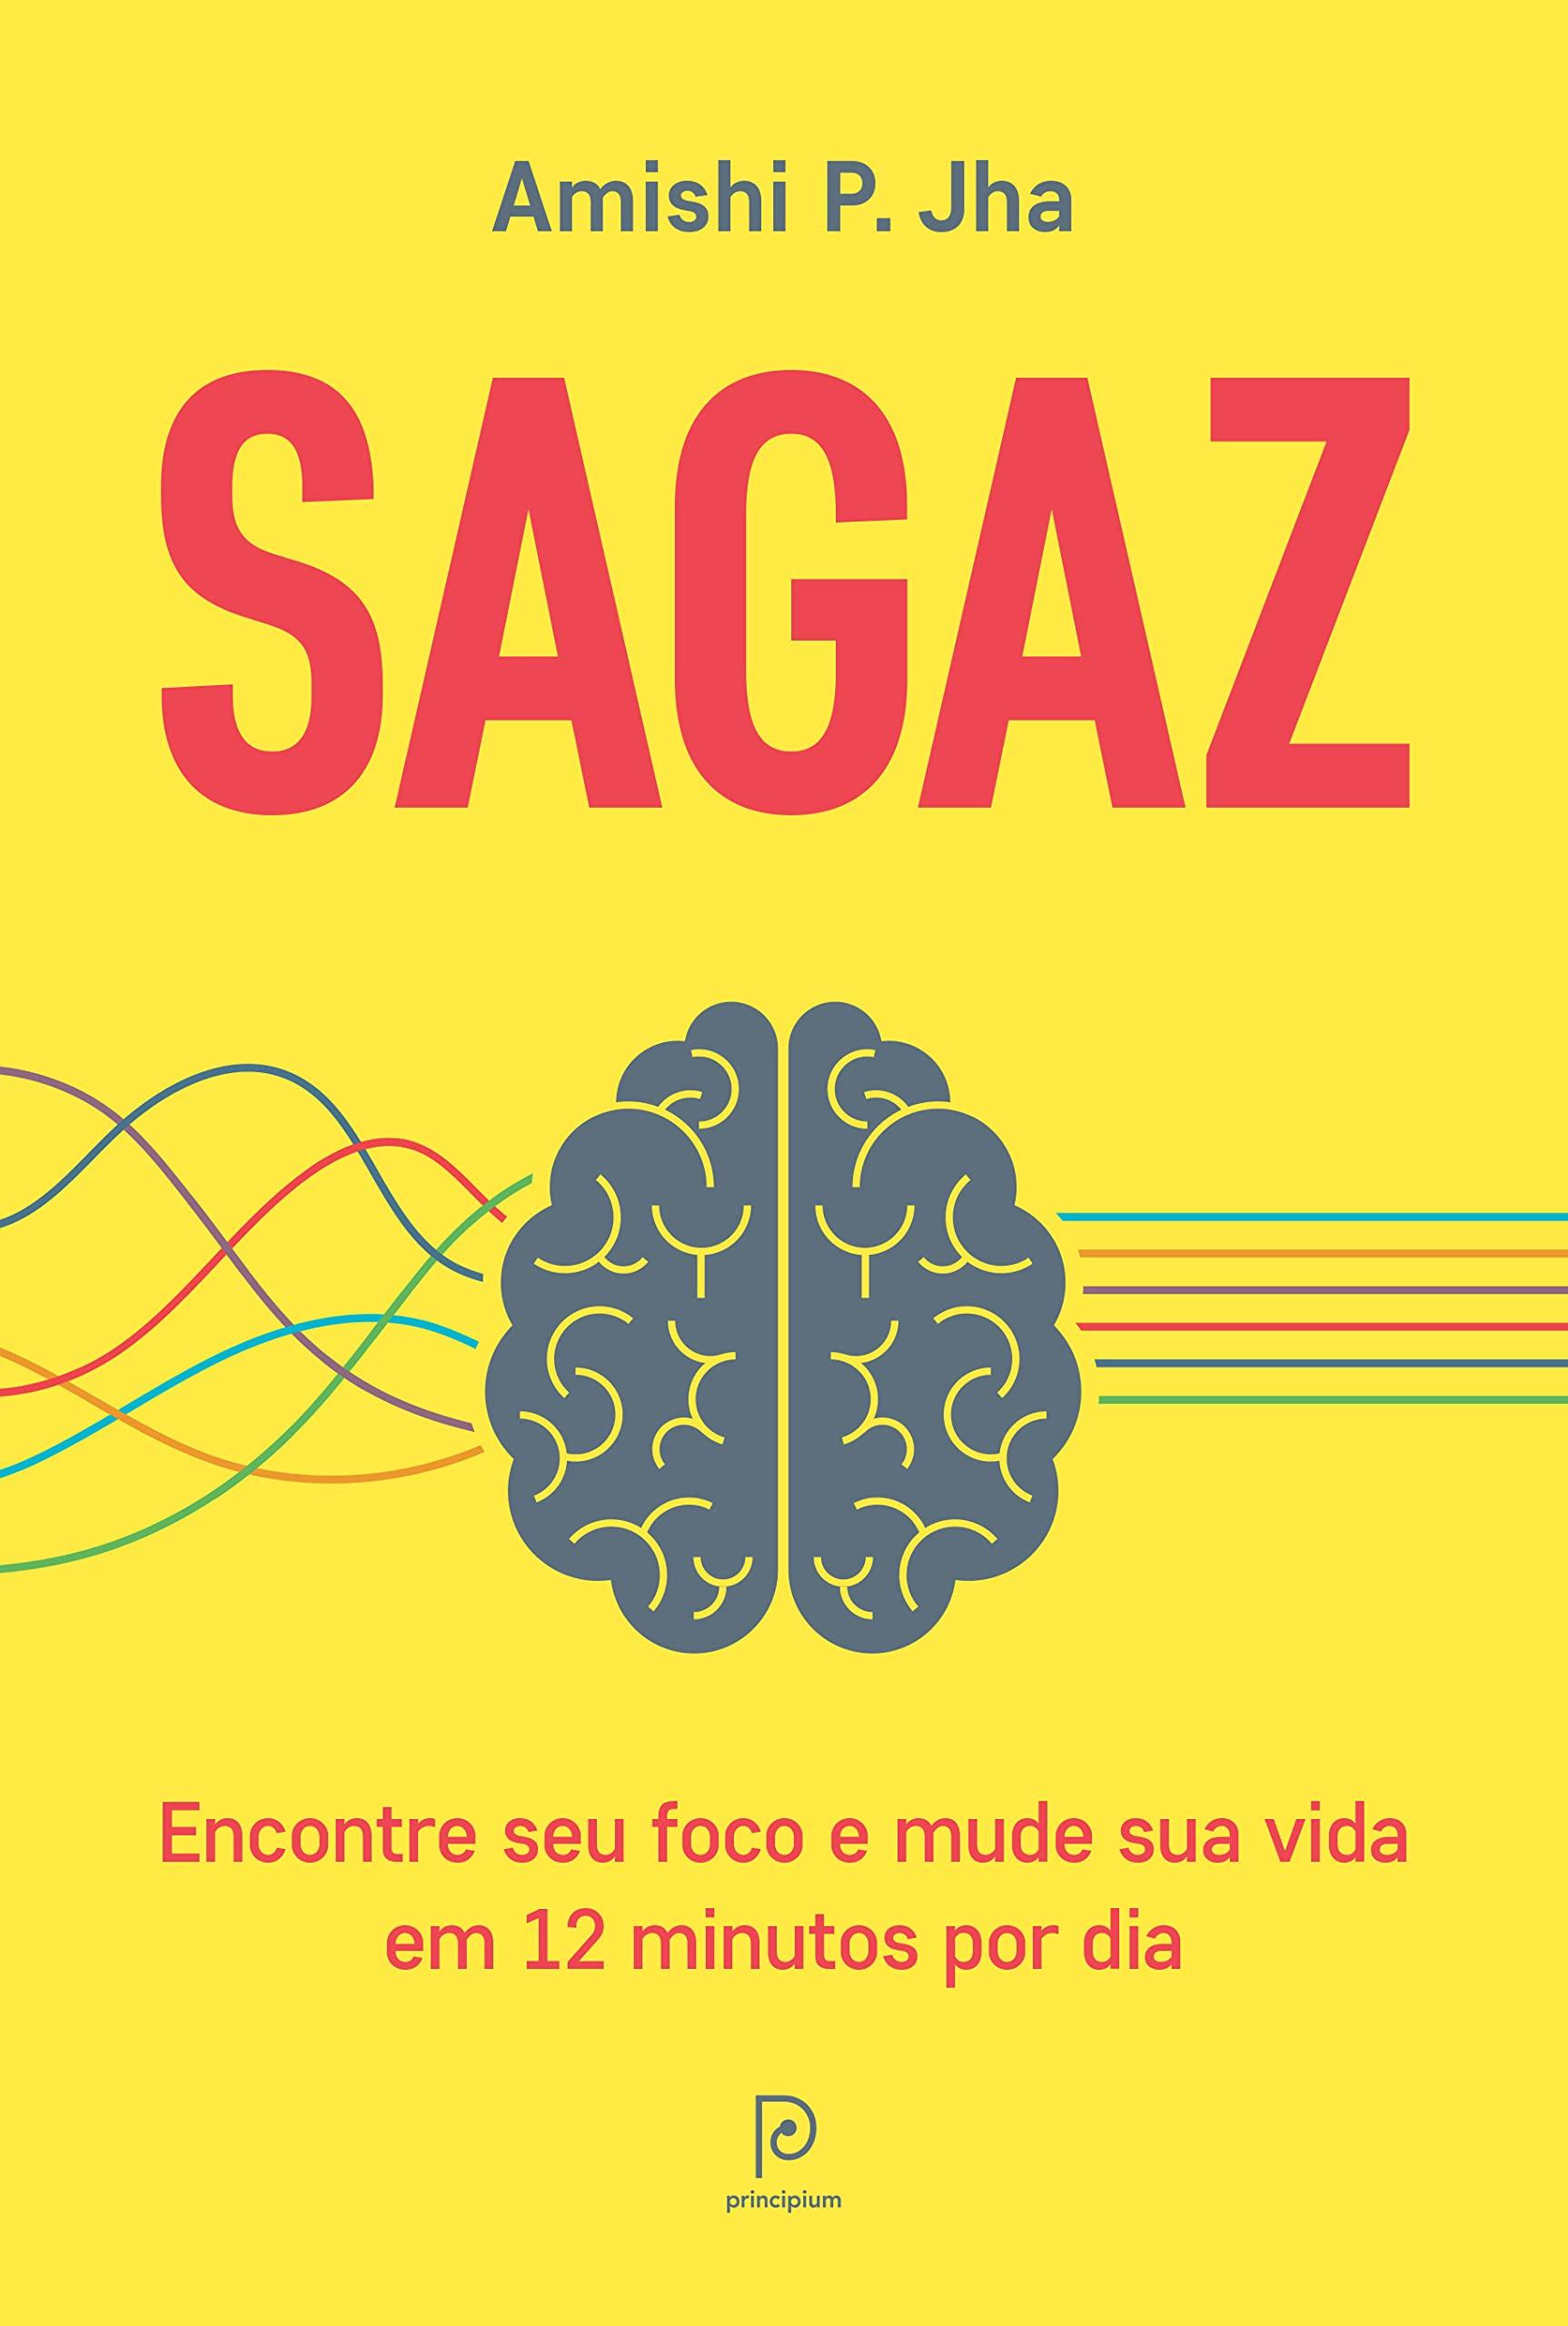 Amishi P. Jha
SAGAZ
Encontre seu foco e mude sua vida
em 12 minutos por dia
principium